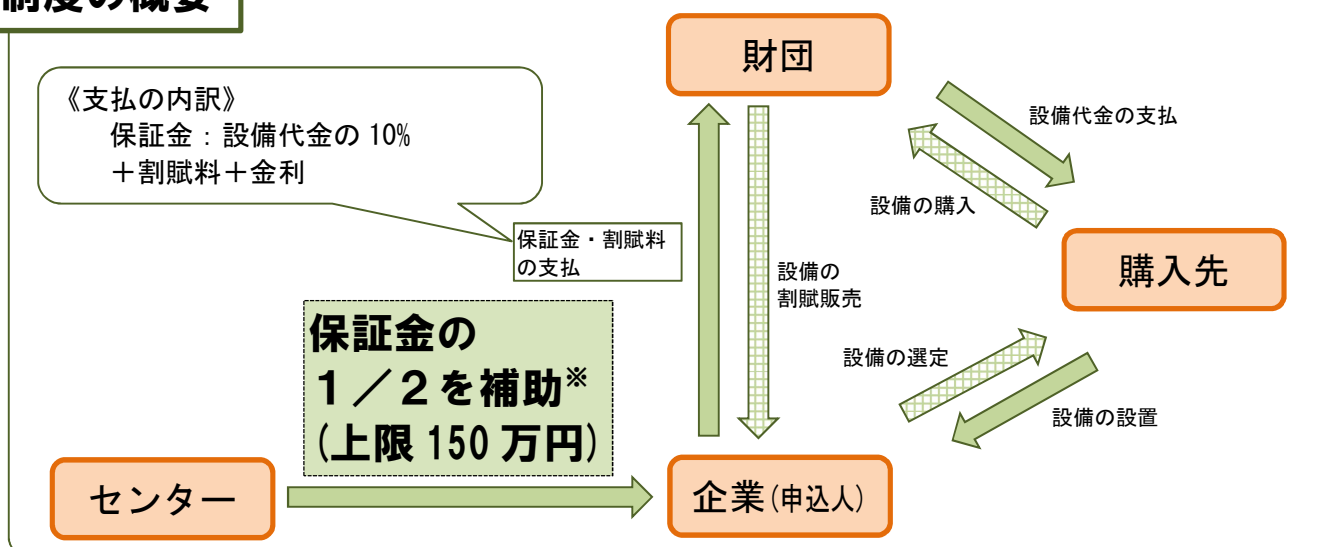 制度の概要
財団
《支払の内訳》
保証金：設備代金の 10%
＋割賦料＋金利
設備代金の支払
設備の購入
保証金・割賦料
の支払
設備の
割賦販売
購入先
保証金の
１／２を補助※
(上限 150 万円)
設備の選定
設備の設置
センター
企業(申込人)